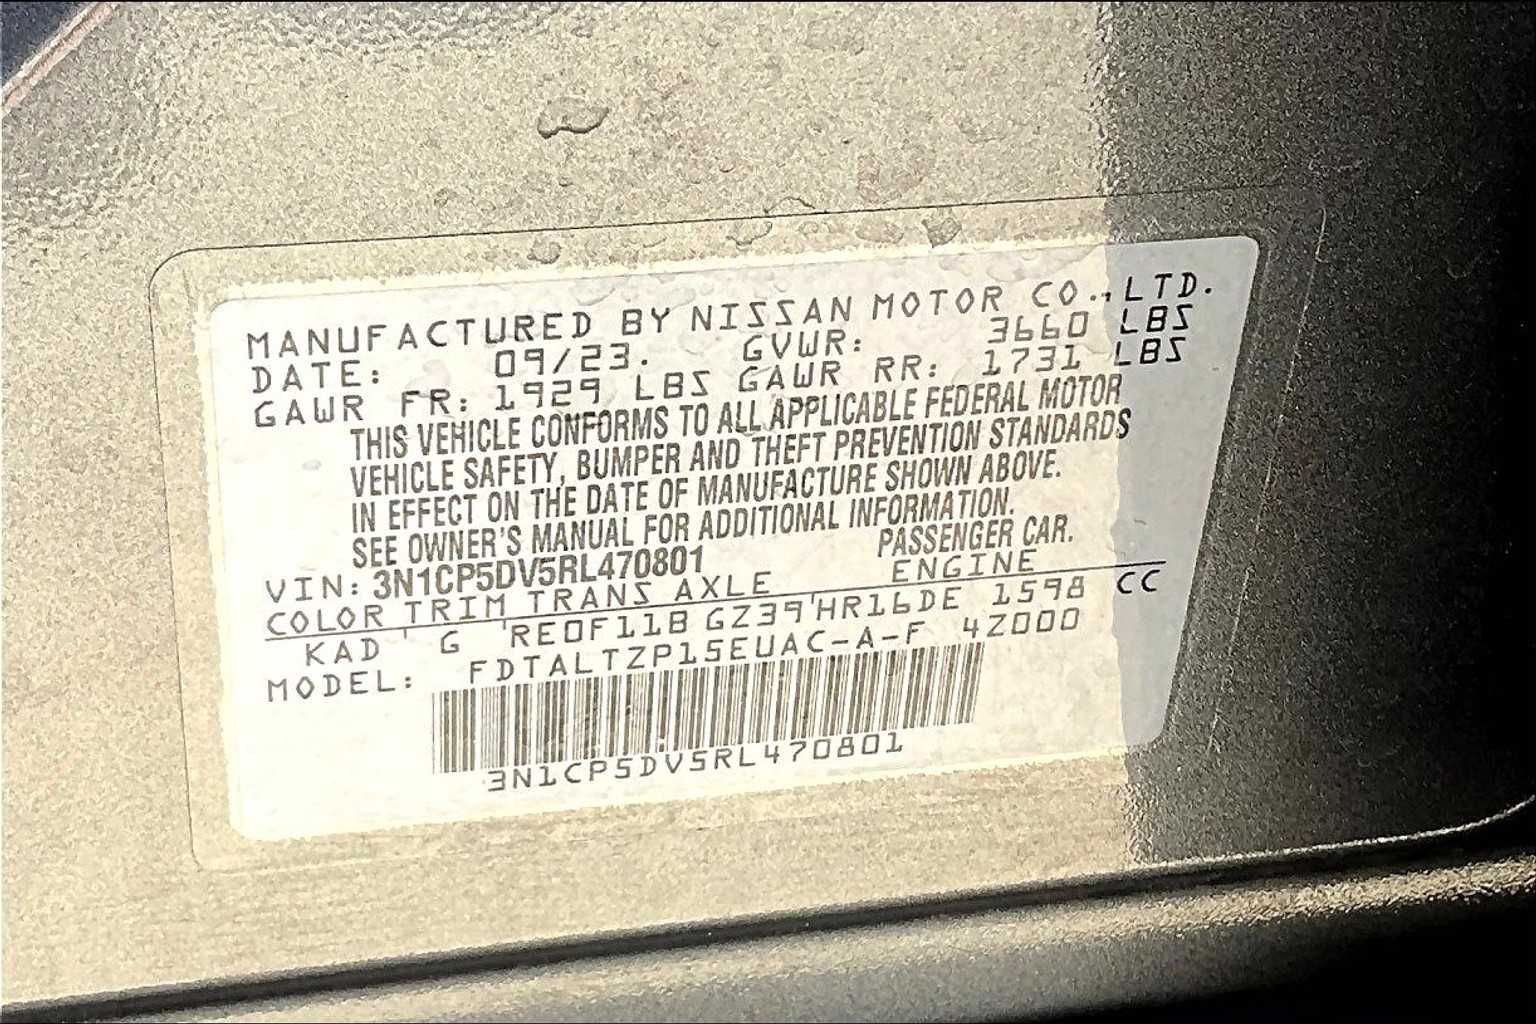 MANUFACTURED BY NISSAN MOTOR CO.,LTD.
DATE: 09/23. GVWR: 3660 LBS
GAWR FR: 1929 LBS GAWR RR: 1731 LBS
THIS VEHICLE CONFORMS TO ALL APPLICABLE FEDERAL MOTOR
VEHICLE SAFETY, BUMPER AND THEFT PREVENTION STANDARDS
IN EFFECT ON THE DATE OF MANUFACTURE SHOWN ABOVE.
SEE OWNER'S MANUAL FOR ADDITIONAL INFORMATION.
VIN: 3N1CP5DV5RL470801 PASSENGER CAR.
COLOR TRIM TRANS AXLE ENGINE
KAD ' G 'RE0F11B GZ39'HR16DE 1598 CC
MODEL: FDTALTZP15EUAC-A-F 4Z000
3N1CP5DV5RL470801